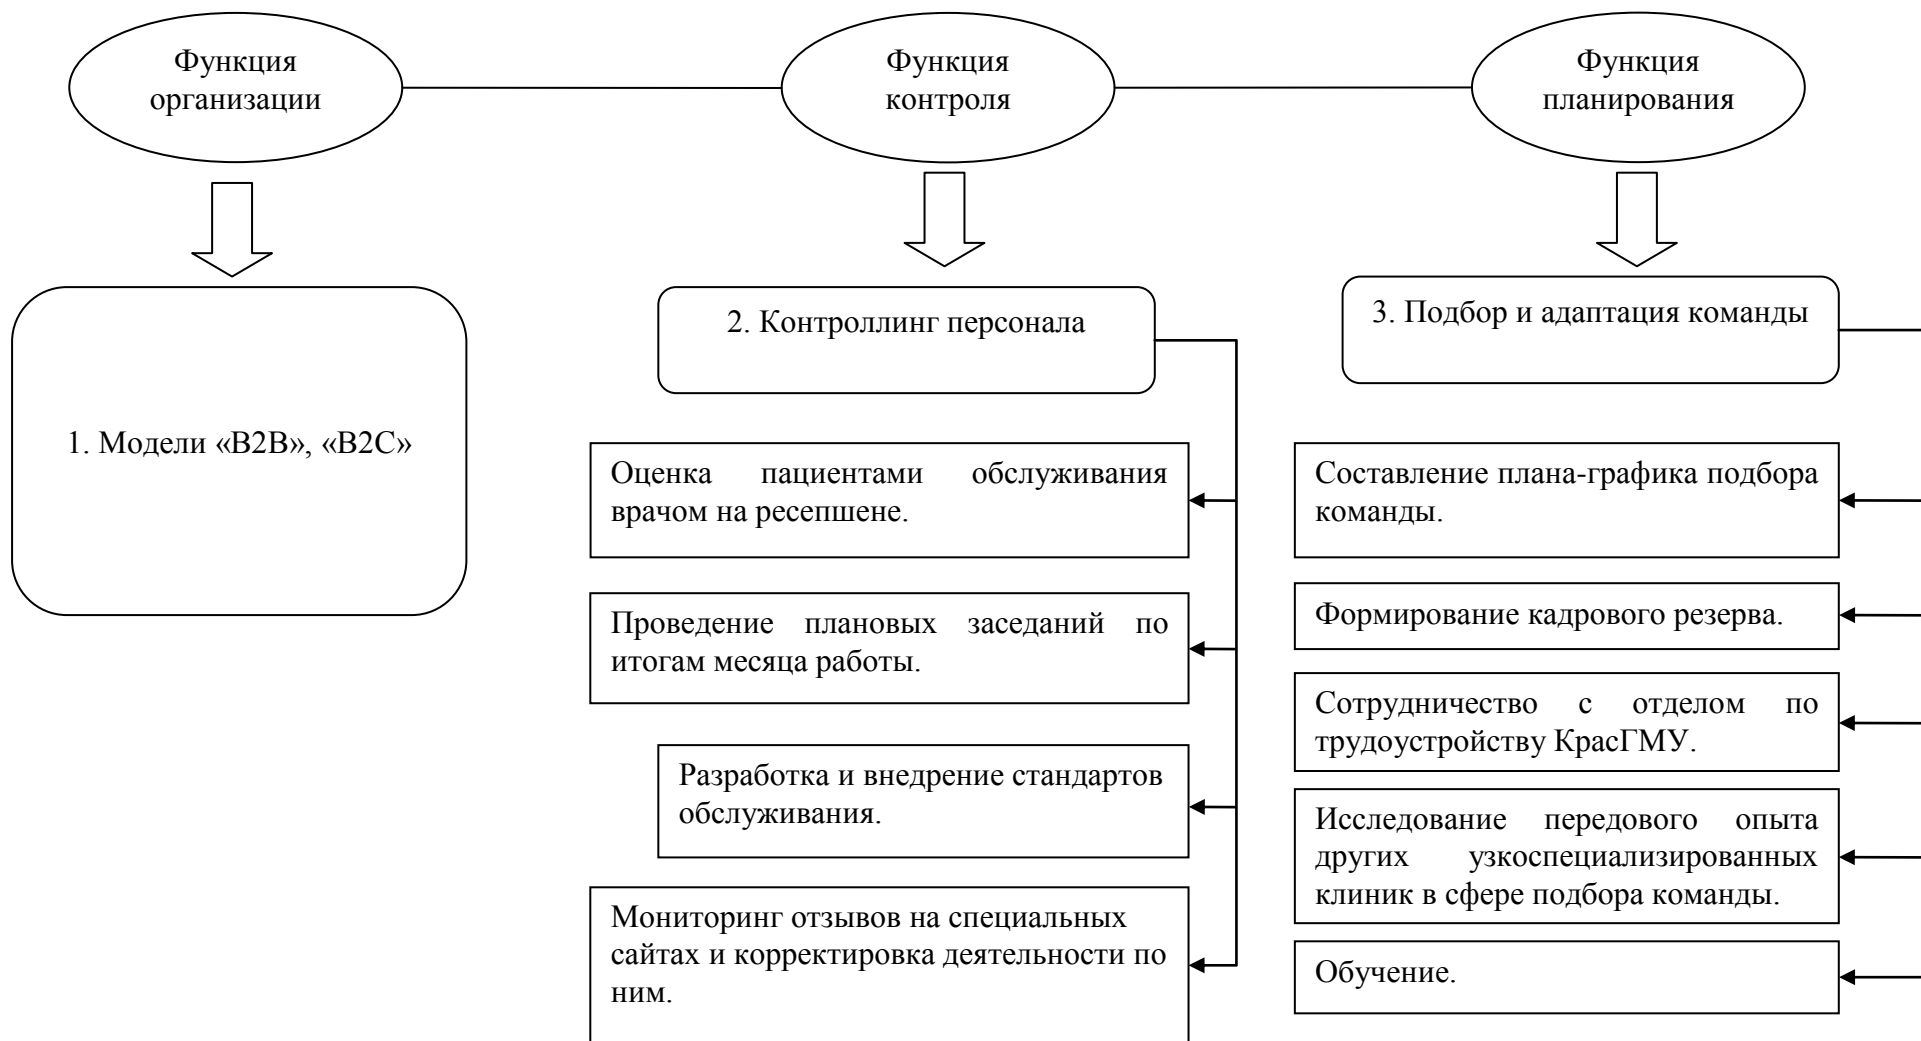 Функция
организации
Функция
контроля
Функция
планирования
1. Модели «B2B», «B2C»
2. Контроллинг персонала
Оценка пациентами обслуживания
врачом на ресепшене.
Проведение плановых заседаний по
итогам месяца работы.
Разработка и внедрение стандартов
обслуживания.
Мониторинг отзывов на специальных
сайтах и корректировка деятельности по
ним.
3. Подбор и адаптация команды
Составление плана-графика подбора
команды.
Формирование кадрового резерва.
Сотрудничество с отделом по
трудоустройству КрасГМУ.
Исследование передового опыта
других узкоспециализированных
клиник в сфере подбора команды.
Обучение.